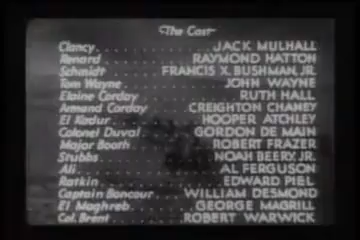 The Cast
Clancy.............JACK MULHALL
Renard............RAYMOND HATTON
Schmidt......FRANCIS X. BUSHMAN, JR.
Tom Wayne............JOHN WAYNE
Elaine Corday............RUTH HALL
Armand Corday......CREIGHTON CHANEY
El Kadur............HOOPER ATCHLEY
Colonel Duval......GORDON DE MAIN
Major Booth............ROBERT FRAZER
Stubbs............NOAH BEERY, JR.
Ali............AL FERGUSON
Ratkin............EDWARD PIEL
Captain Boncour......WILLIAM DESMOND
El Maghreb......GEORGE MAGRILL
Col. Brent......ROBERT WARWICK